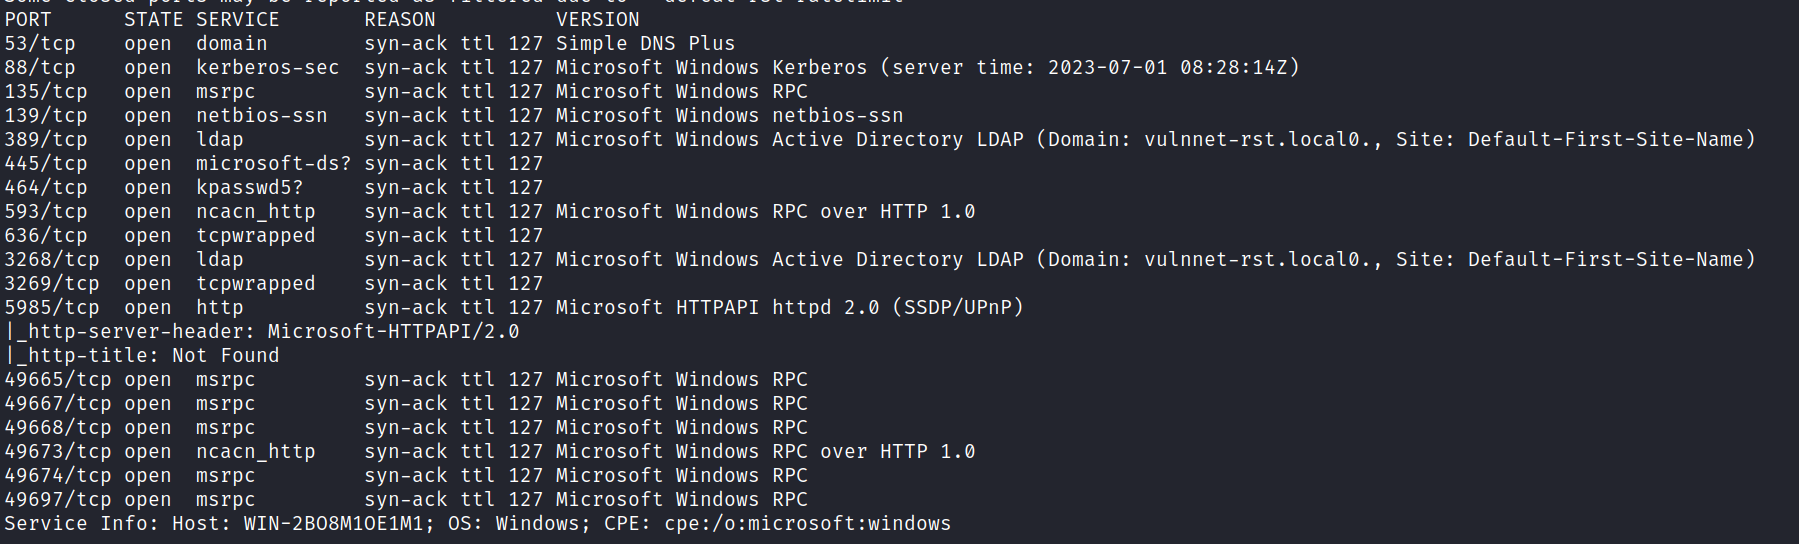 Some closed ports may be reported as filtered due to --defeat-rst-ratelimit
PORT      STATE SERVICE       REASON          VERSION
53/tcp    open  domain        syn-ack ttl 127 Simple DNS Plus
88/tcp    open  kerberos-sec  syn-ack ttl 127 Microsoft Windows Kerberos (server time: 2023-07-01 08:28:14Z)
135/tcp   open  msrpc         syn-ack ttl 127 Microsoft Windows RPC
139/tcp   open  netbios-ssn   syn-ack ttl 127 Microsoft Windows netbios-ssn
389/tcp   open  ldap          syn-ack ttl 127 Microsoft Windows Active Directory LDAP (Domain: vulnnet-rst.local0., Site: Default-First-Site-Name)
445/tcp   open  microsoft-ds? syn-ack ttl 127
464/tcp   open  kpasswd5?     syn-ack ttl 127
593/tcp   open  ncacn_http    syn-ack ttl 127 Microsoft Windows RPC over HTTP 1.0
636/tcp   open  tcpwrapped    syn-ack ttl 127
3268/tcp  open  ldap          syn-ack ttl 127 Microsoft Windows Active Directory LDAP (Domain: vulnnet-rst.local0., Site: Default-First-Site-Name)
3269/tcp  open  tcpwrapped    syn-ack ttl 127
5985/tcp  open  http          syn-ack ttl 127 Microsoft HTTPAPI httpd 2.0 (SSDP/UPnP)
|_http-server-header: Microsoft-HTTPAPI/2.0
|_http-title: Not Found
49665/tcp open  msrpc         syn-ack ttl 127 Microsoft Windows RPC
49667/tcp open  msrpc         syn-ack ttl 127 Microsoft Windows RPC
49668/tcp open  msrpc         syn-ack ttl 127 Microsoft Windows RPC
49673/tcp open  ncacn_http    syn-ack ttl 127 Microsoft Windows RPC over HTTP 1.0
49674/tcp open  msrpc         syn-ack ttl 127 Microsoft Windows RPC
49697/tcp open  msrpc         syn-ack ttl 127 Microsoft Windows RPC
Service Info: Host: WIN-2BO8M1OE1M1; OS: Windows; CPE: cpe:/o:microsoft:windows